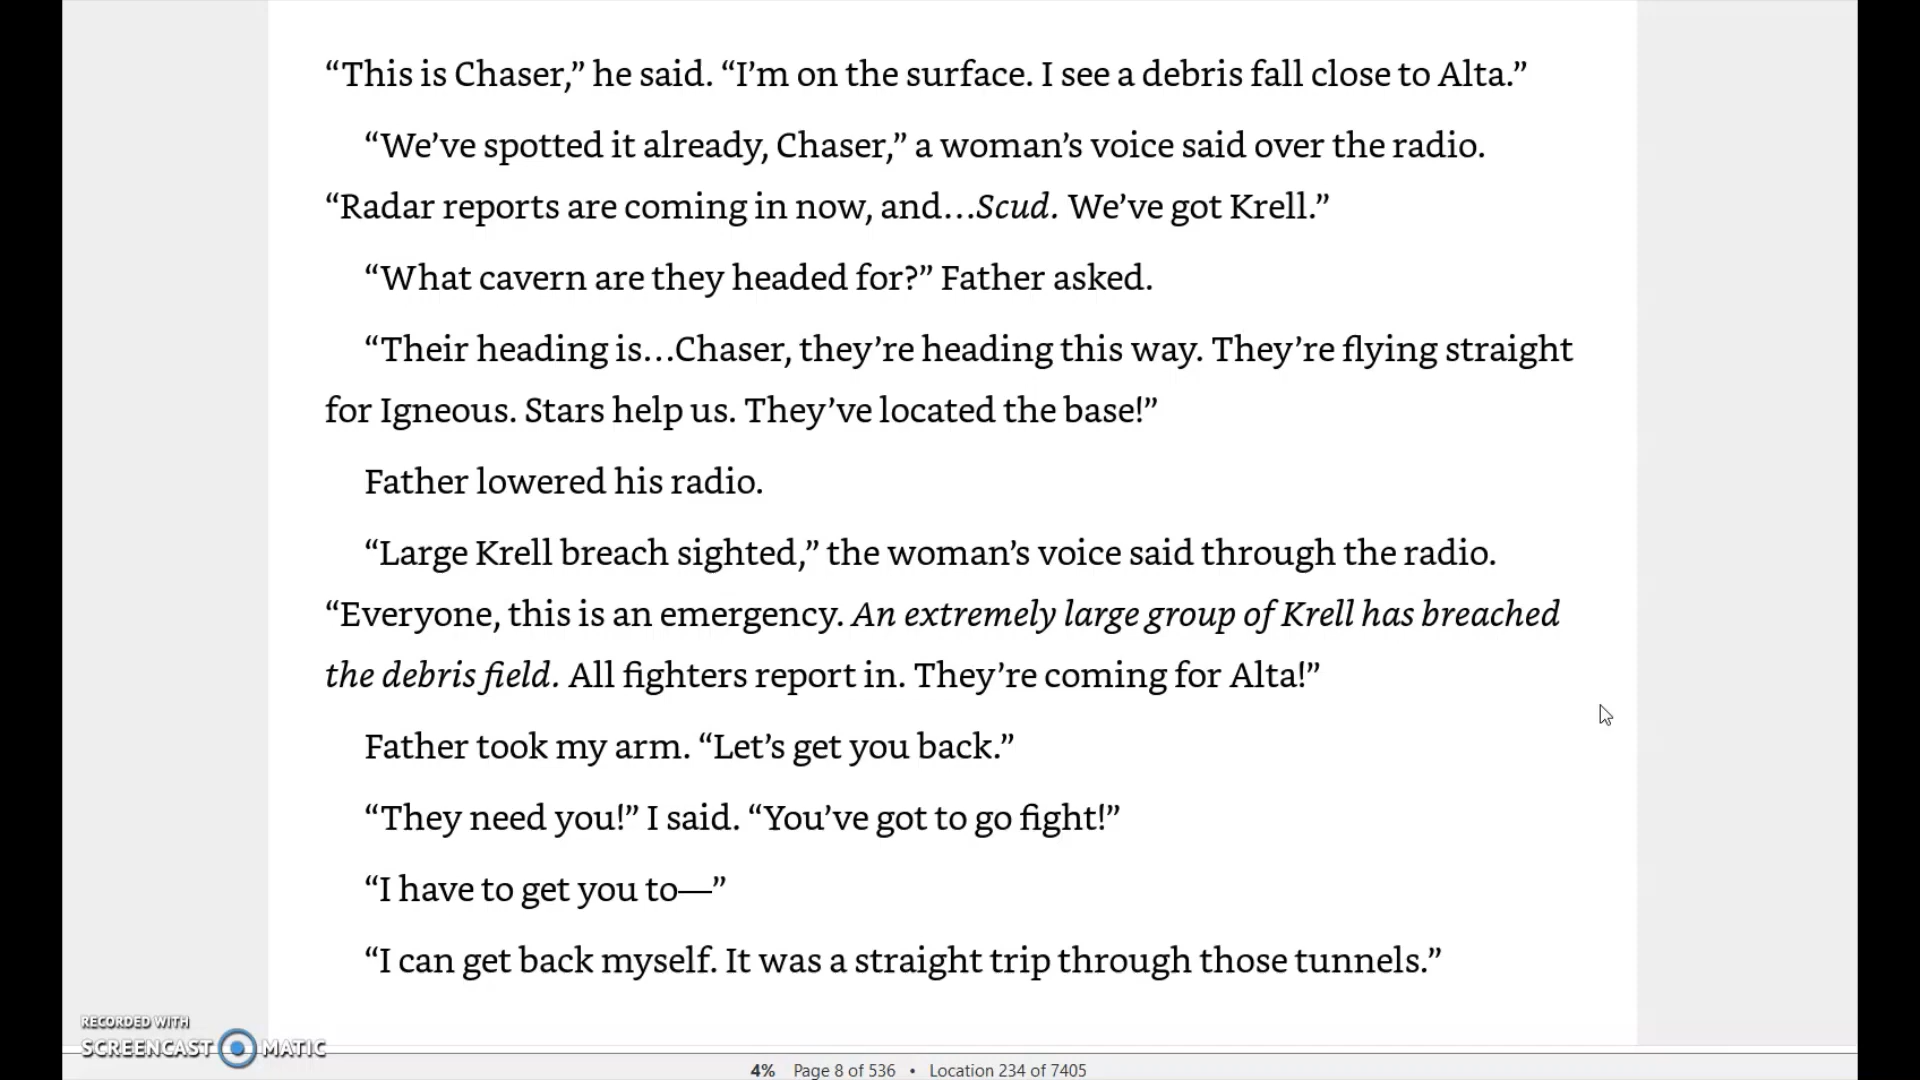 “This is Chaser,” he said. “I’m on the surface. I see a debris fall close to Alta.”
“We’ve spotted it already, Chaser,” a woman’s voice said over the radio.
“Radar reports are coming in now, and…Scud. We’ve got Krell.”
“What cavern are they headed for?” Father asked.
“Their heading is…Chaser, they’re heading this way. They’re flying straight
for Igneous. Stars help us. They’ve located the base!”
Father lowered his radio.
“Large Krell breach sighted,” the woman’s voice said through the radio.
“Everyone, this is an emergency. An extremely large group of Krell has breached
the debris field. All fighters report in. They’re coming for Alta!”
Father took my arm. “Let’s get you back.”
“They need you!” I said. “You’ve got to go fight!”
“I have to get you to—”
“I can get back myself. It was a straight trip through those tunnels.”
RECORDED WITH
SCREENCAST MATIC
4% Page 8 of 536 • Location 234 of 7405